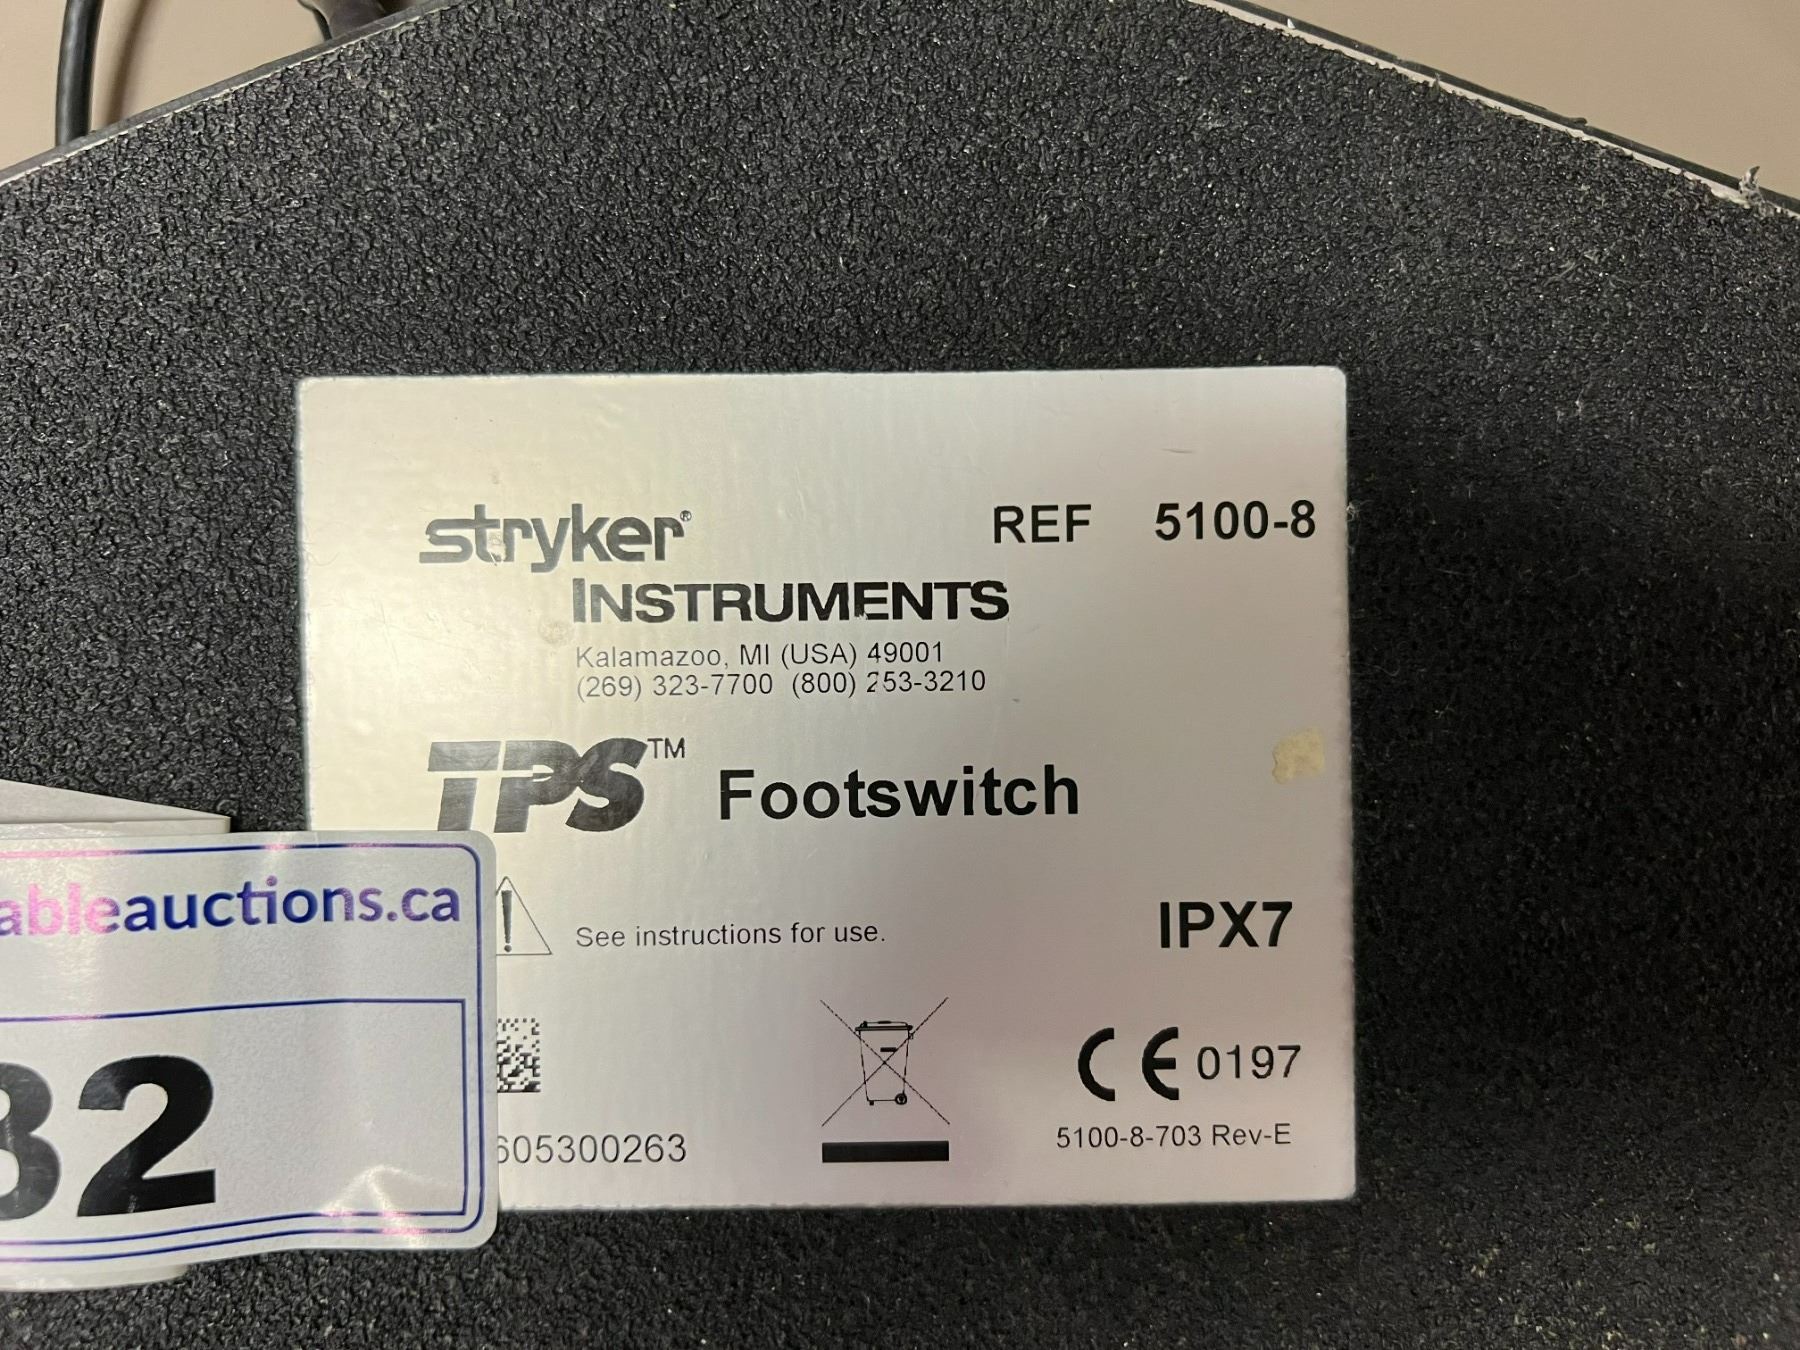 stryker®
INSTRUMENTS
REF 5100-8
Kalamazoo, MI (USA) 49001
(269) 323-7700 (800) 253-3210
TPS™ Footswitch
See instructions for use.
IPX7
CE 0197
5100-8-703 Rev-E
605300263
ableauctions.ca
32